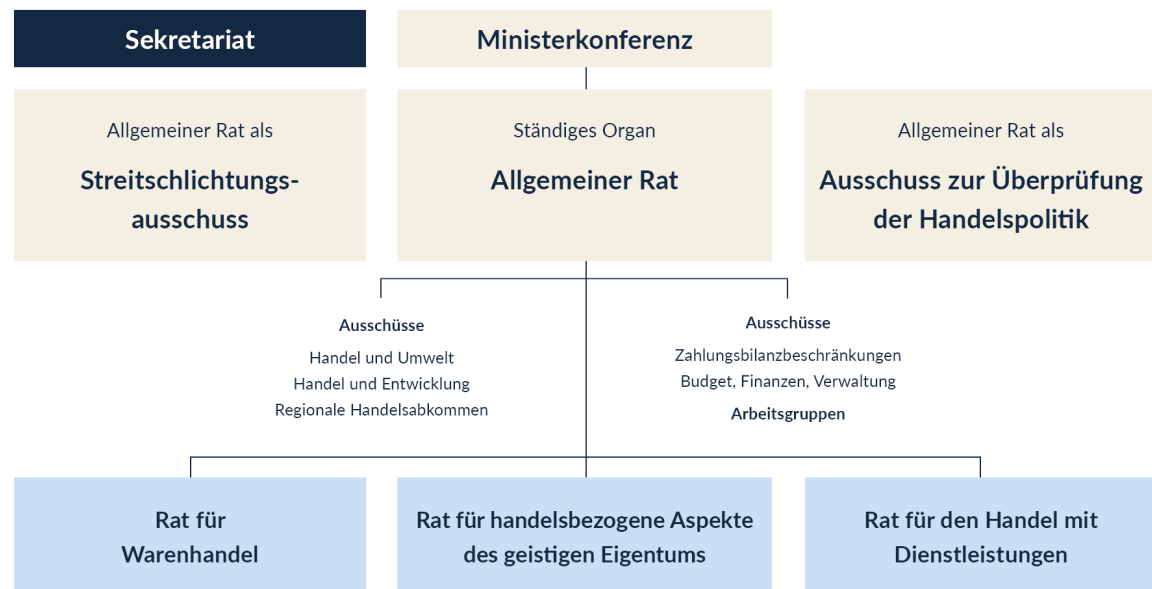 Sekretariat
Ministerkonferenz
Allgemeiner Rat als
Streitschlichtungs-
ausschuss
Ständiges Organ
Allgemeiner Rat
Allgemeiner Rat als
Ausschuss zur Überprüfung
der Handelspolitik
Ausschüsse
Handel und Umwelt
Handel und Entwicklung
Regionale Handelsabkommen
Ausschüsse
Zahlungsbilanzbeschränkungen
Budget, Finanzen, Verwaltung
Arbeitsgruppen
Rat für
Warenhandel
Rat für handelsbezogene Aspekte
des geistigen Eigentums
Rat für den Handel mit
Dienstleistungen